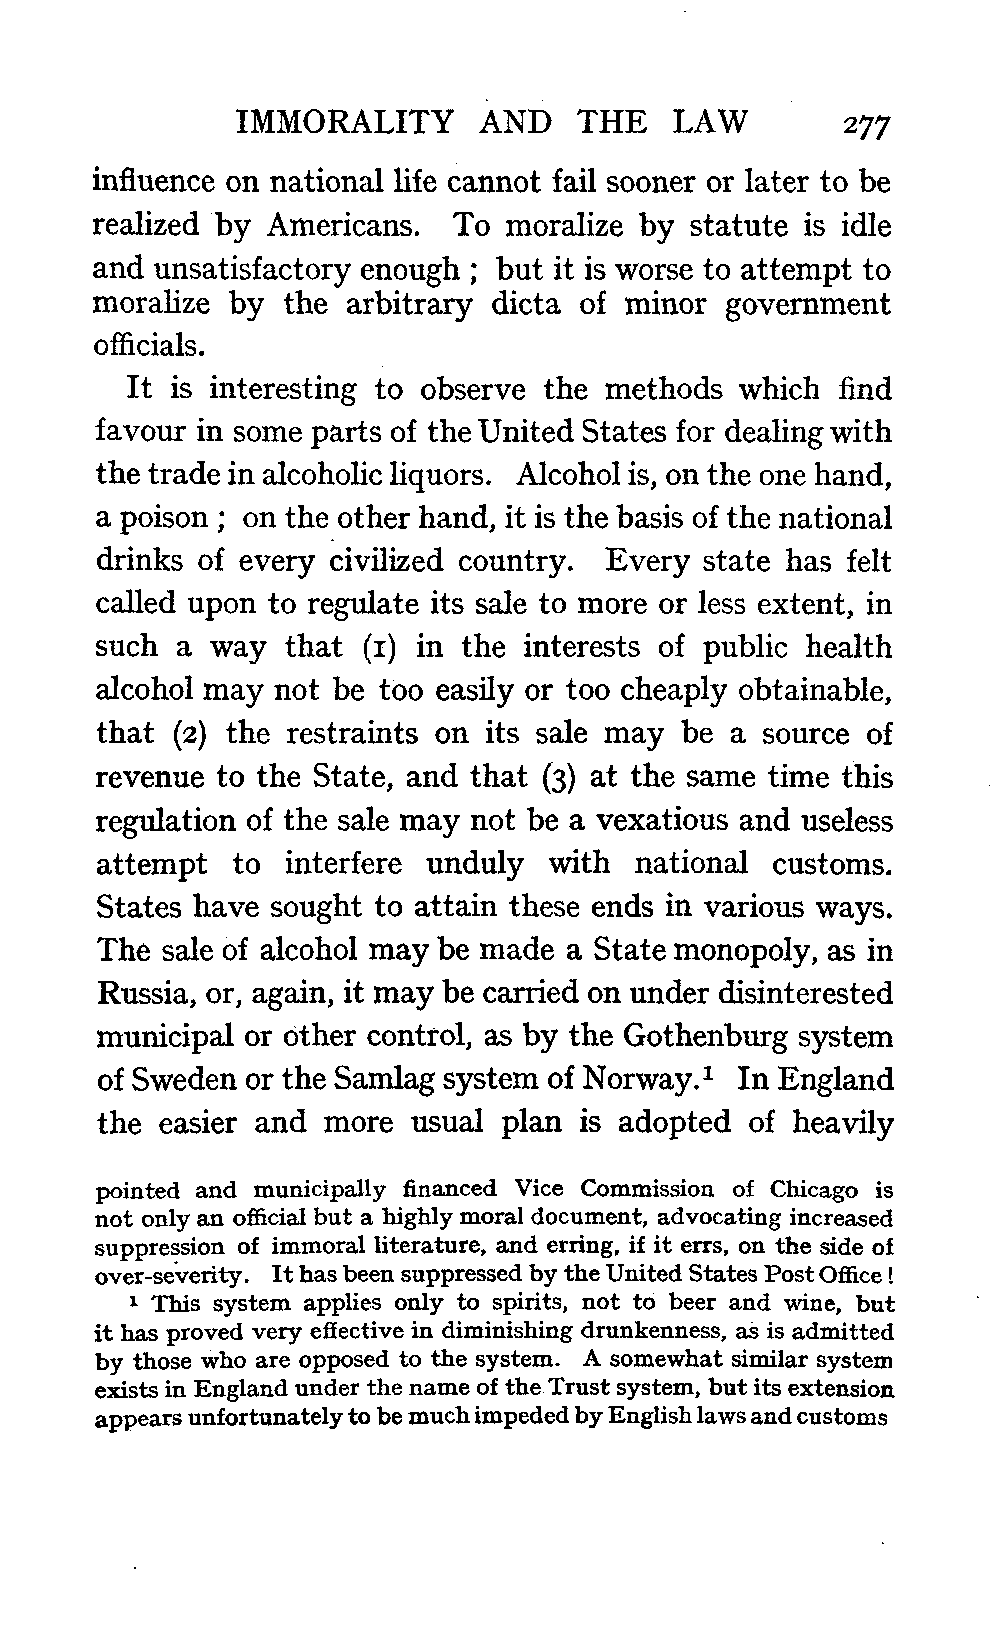 IMMORALITY AND THE LAW 277
influence on national life cannot fail sooner or later to be
realized by Americans. To moralize by statute is idle
and unsatisfactory enough ; but it is worse to attempt to
moralize by the arbitrary dicta of minor government
officials.
It is interesting to observe the methods which find
favour in some parts of the United States for dealing with
the trade in alcoholic liquors. Alcohol is, on the one hand,
a poison ; on the other hand, it is the basis of the national
drinks of every civilized country. Every state has felt
called upon to regulate its sale to more or less extent, in
such a way that (1) in the interests of public health
alcohol may not be too easily or too cheaply obtainable,
that (2) the restraints on its sale may be a source of
revenue to the State, and that (3) at the same time this
regulation of the sale may not be a vexatious and useless
attempt to interfere unduly with national customs.
States have sought to attain these ends in various ways.
The sale of alcohol may be made a State monopoly, as in
Russia, or, again, it may be carried on under disinterested
municipal or other control, as by the Gothenburg system
of Sweden or the Samlag system of Norway.¹ In England
the easier and more usual plan is adopted of heavily
pointed and municipally financed Vice Commission of Chicago is
not only an official but a highly moral document, advocating increased
suppression of immoral literature, and erring, if it errs, on the side of
over-severity. It has been suppressed by the United States Post Office !
¹ This system applies only to spirits, not to beer and wine, but
it has proved very effective in diminishing drunkenness, as is admitted
by those who are opposed to the system. A somewhat similar system
exists in England under the name of the Trust system, but its extension
appears unfortunately to be much impeded by English laws and customs